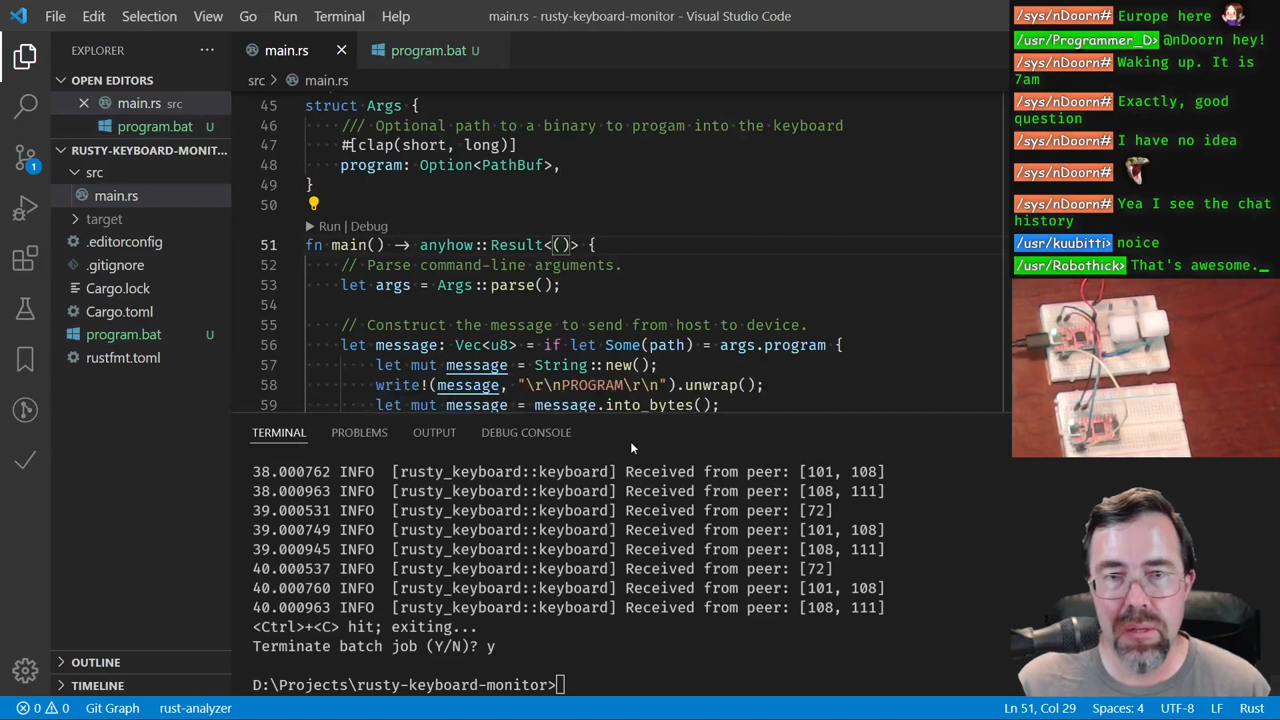 File Edit Selection View Go Run Terminal Help
main.rs - rusty-keyboard-monitor - Visual Studio Code
EXPLORER
OPEN EDITORS
main.rs src
program.bat U
RUSTY-KEYBOARD-MONIT...
src
main.rs
target
.editorconfig
.gitignore
Cargo.lock
Cargo.toml
program.bat U
rustfmt.toml
OUTLINE
TIMELINE
1
main.rs
program.bat U
src > main.rs
45 struct Args {
46 /// Optional path to a binary to progam into the keyboard
47 #[clap(short, long)]
48 program: Option<PathBuf>,
49 }
50
Run | Debug
51 fn main() → anyhow::Result<()> {
52 // Parse command-line arguments.
53 let args = Args::parse();
54
55 // Construct the message to send from host to device.
56 let message: Vec<u8> = if let Some(path) = args.program {
57 let mut message = String::new();
58 write!(message, "\r\nPROGRAM\r\n").unwrap();
59 let mut message = message.into_bytes();
TERMINAL PROBLEMS OUTPUT DEBUG CONSOLE
38.000762 INFO [rusty_keyboard::keyboard] Received from peer: [101, 108]
38.000963 INFO [rusty_keyboard::keyboard] Received from peer: [108, 111]
39.000531 INFO [rusty_keyboard::keyboard] Received from peer: [72]
39.000749 INFO [rusty_keyboard::keyboard] Received from peer: [101, 108]
39.000945 INFO [rusty_keyboard::keyboard] Received from peer: [108, 111]
40.000537 INFO [rusty_keyboard::keyboard] Received from peer: [72]
40.000760 INFO [rusty_keyboard::keyboard] Received from peer: [101, 108]
40.000963 INFO [rusty_keyboard::keyboard] Received from peer: [108, 111]
<Ctrl>+<C> hit; exiting...
Terminate batch job (Y/N)? y
D:\Projects\rusty-keyboard-monitor>
0 0 Git Graph rust-analyzer
Ln 51, Col 29 Spaces: 4 UTF-8 LF Rust
/sys/nDoorn# Europe here
/usr/Programmer_D> @nDoorn hey!
/sys/nDoorn# Waking up. It is
7am
/sys/nDoorn# Exactly, good
question
/sys/nDoorn# I have no idea
/sys/nDoorn#
/sys/nDoorn# Yea I see the chat
history
/usr/kuubitti> noice
/usr/Robothick> That's awesome._